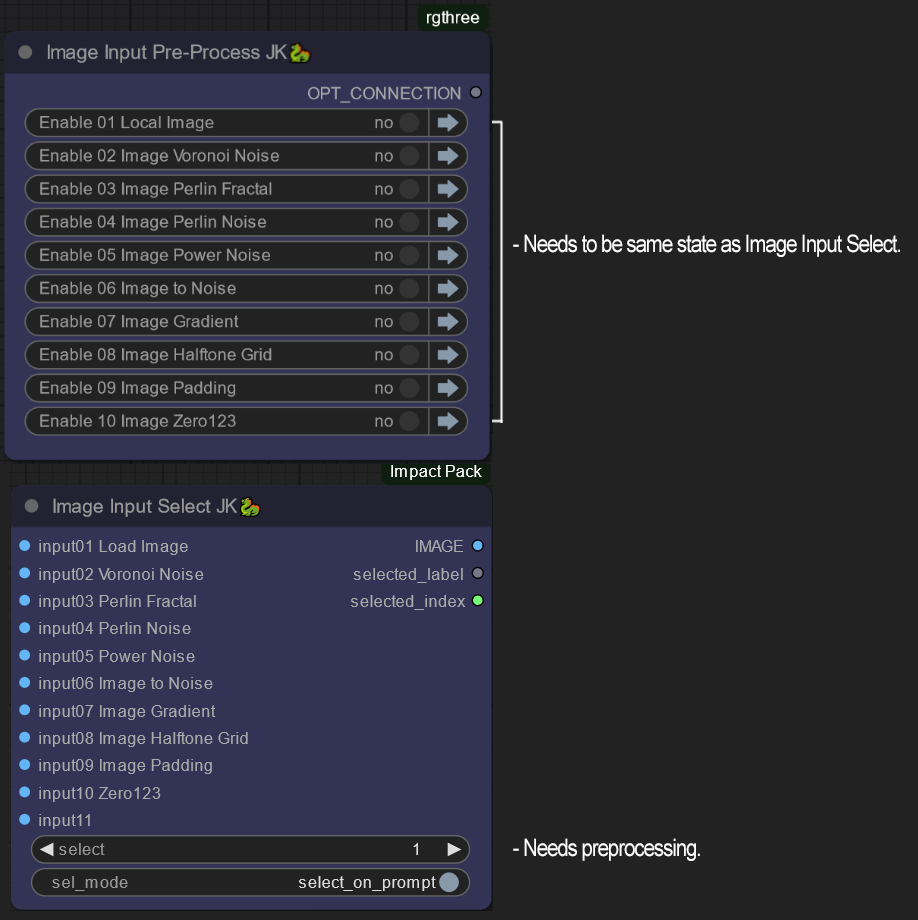 rgthree
Image Input Pre-Process JK🐉
OPT_CONNECTION
Enable 01 Local Image no
Enable 02 Image Voronoi Noise no
Enable 03 Image Perlin Fractal no
Enable 04 Image Perlin Noise no
Enable 05 Image Power Noise no
Enable 06 Image to Noise no
Enable 07 Image Gradient no
Enable 08 Image Halftone Grid no
Enable 09 Image Padding no
Enable 10 Image Zero123 no
- Needs to be same state as Image Input Select.
Impact Pack
Image Input Select JK🐉
input01 Load Image IMAGE
input02 Voronoi Noise selected_label
input03 Perlin Fractal selected_index
input04 Perlin Noise
input05 Power Noise
input06 Image to Noise
input07 Image Gradient
input08 Image Halftone Grid
input09 Image Padding
input10 Zero123
input11
select 1
- Needs preprocessing.
sel_mode select_on_prompt